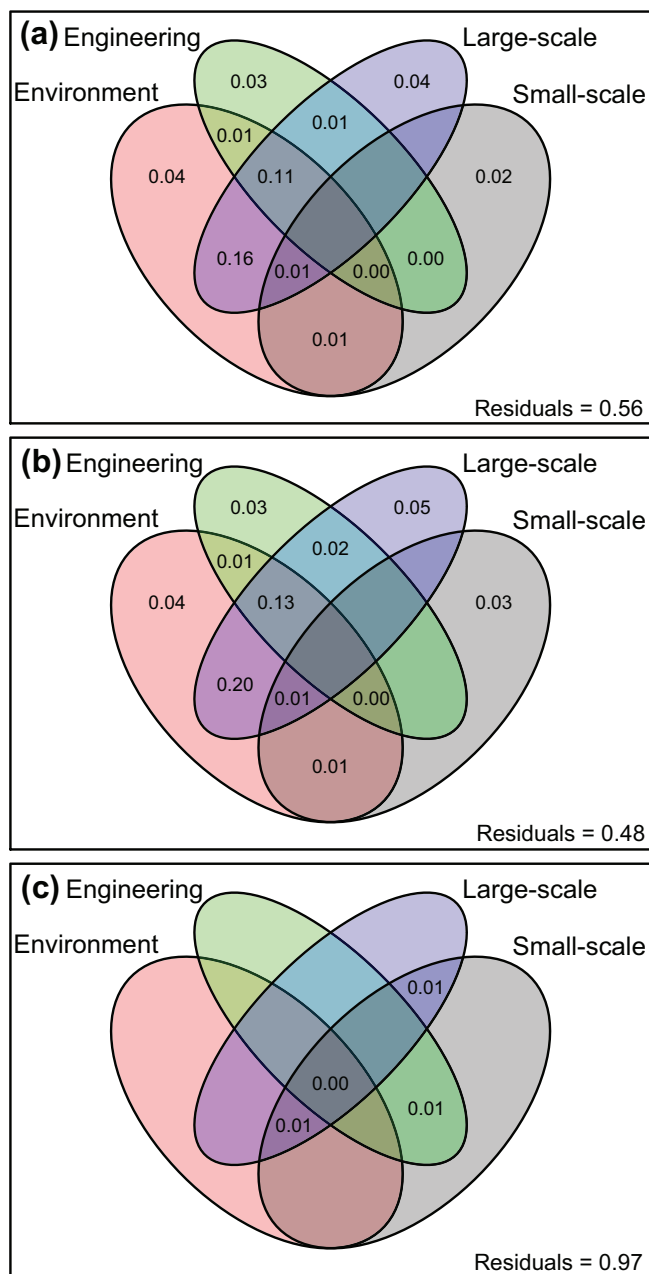 (a) Engineering Large-scale
Environment Small-scale
0.03 0.04
0.01 0.01
0.04 0.11 0.02
0.16 0.01 0.00 0.00
0.01
Residuals = 0.56
(b) Engineering Large-scale
Environment Small-scale
0.03 0.05
0.01 0.02
0.04 0.13 0.03
0.20 0.01 0.00
0.01
Residuals = 0.48
(c) Engineering Large-scale
Environment Small-scale
0.01
0.00
0.01 0.01
Residuals = 0.97